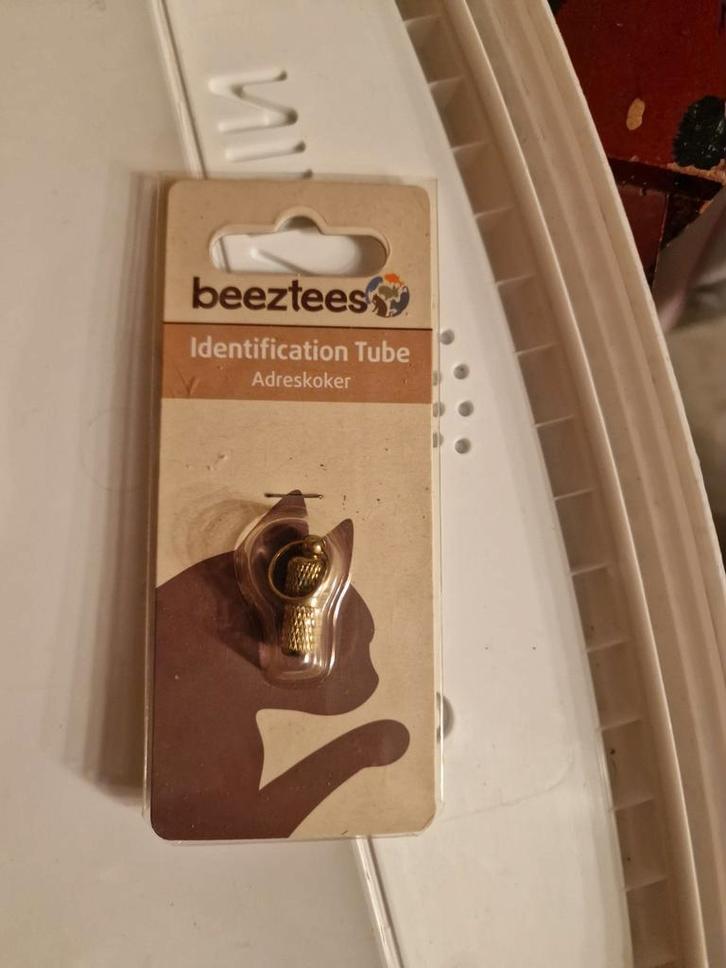 beeztees
Identification Tube
Adreskoker